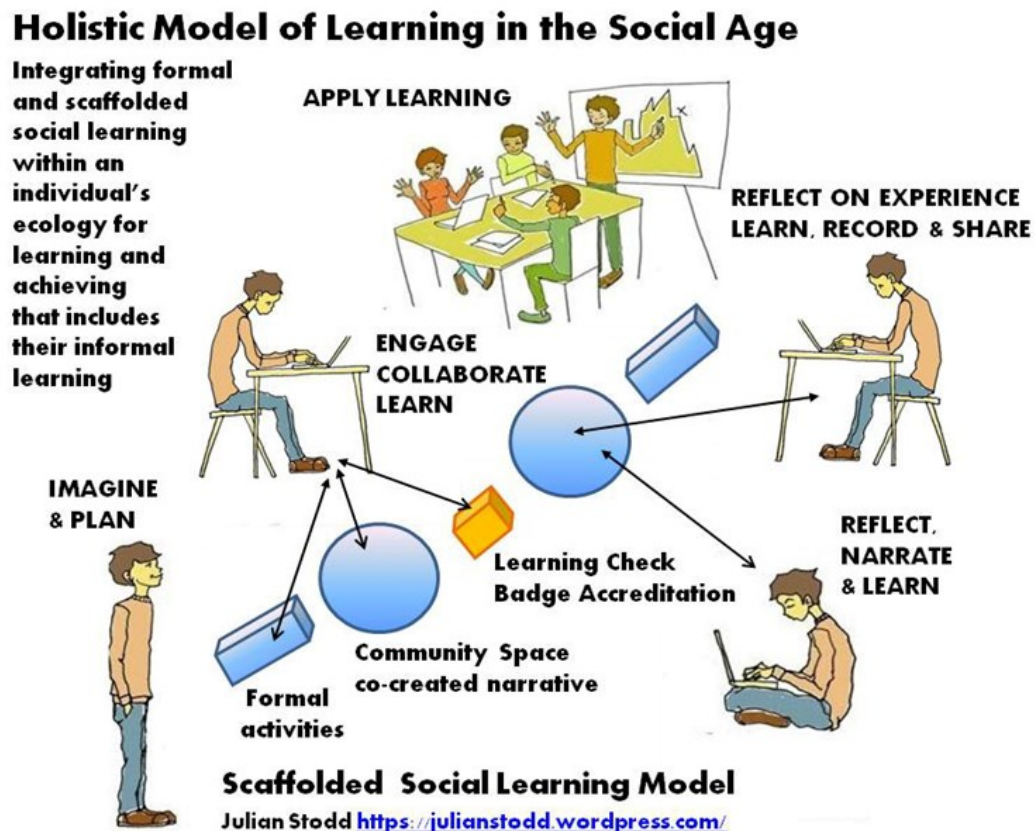 Holistic Model of Learning in the Social Age
Integrating formal
and scaffolded
social learning
within an
individual's
ecology for
learning and
achieving
that includes
their informal
learning
APPLY LEARNING
REFLECT ON EXPERIENCE
LEARN, RECORD & SHARE
ENGAGE
COLLABORATE
LEARN
IMAGINE
& PLAN
REFLECT,
NARRATE
& LEARN
Learning Check
Badge Accreditation
Community Space
co-created narrative
Formal
activities
Scaffolded Social Learning Model
Julian Stodd https://julianstodd.wordpress.com/